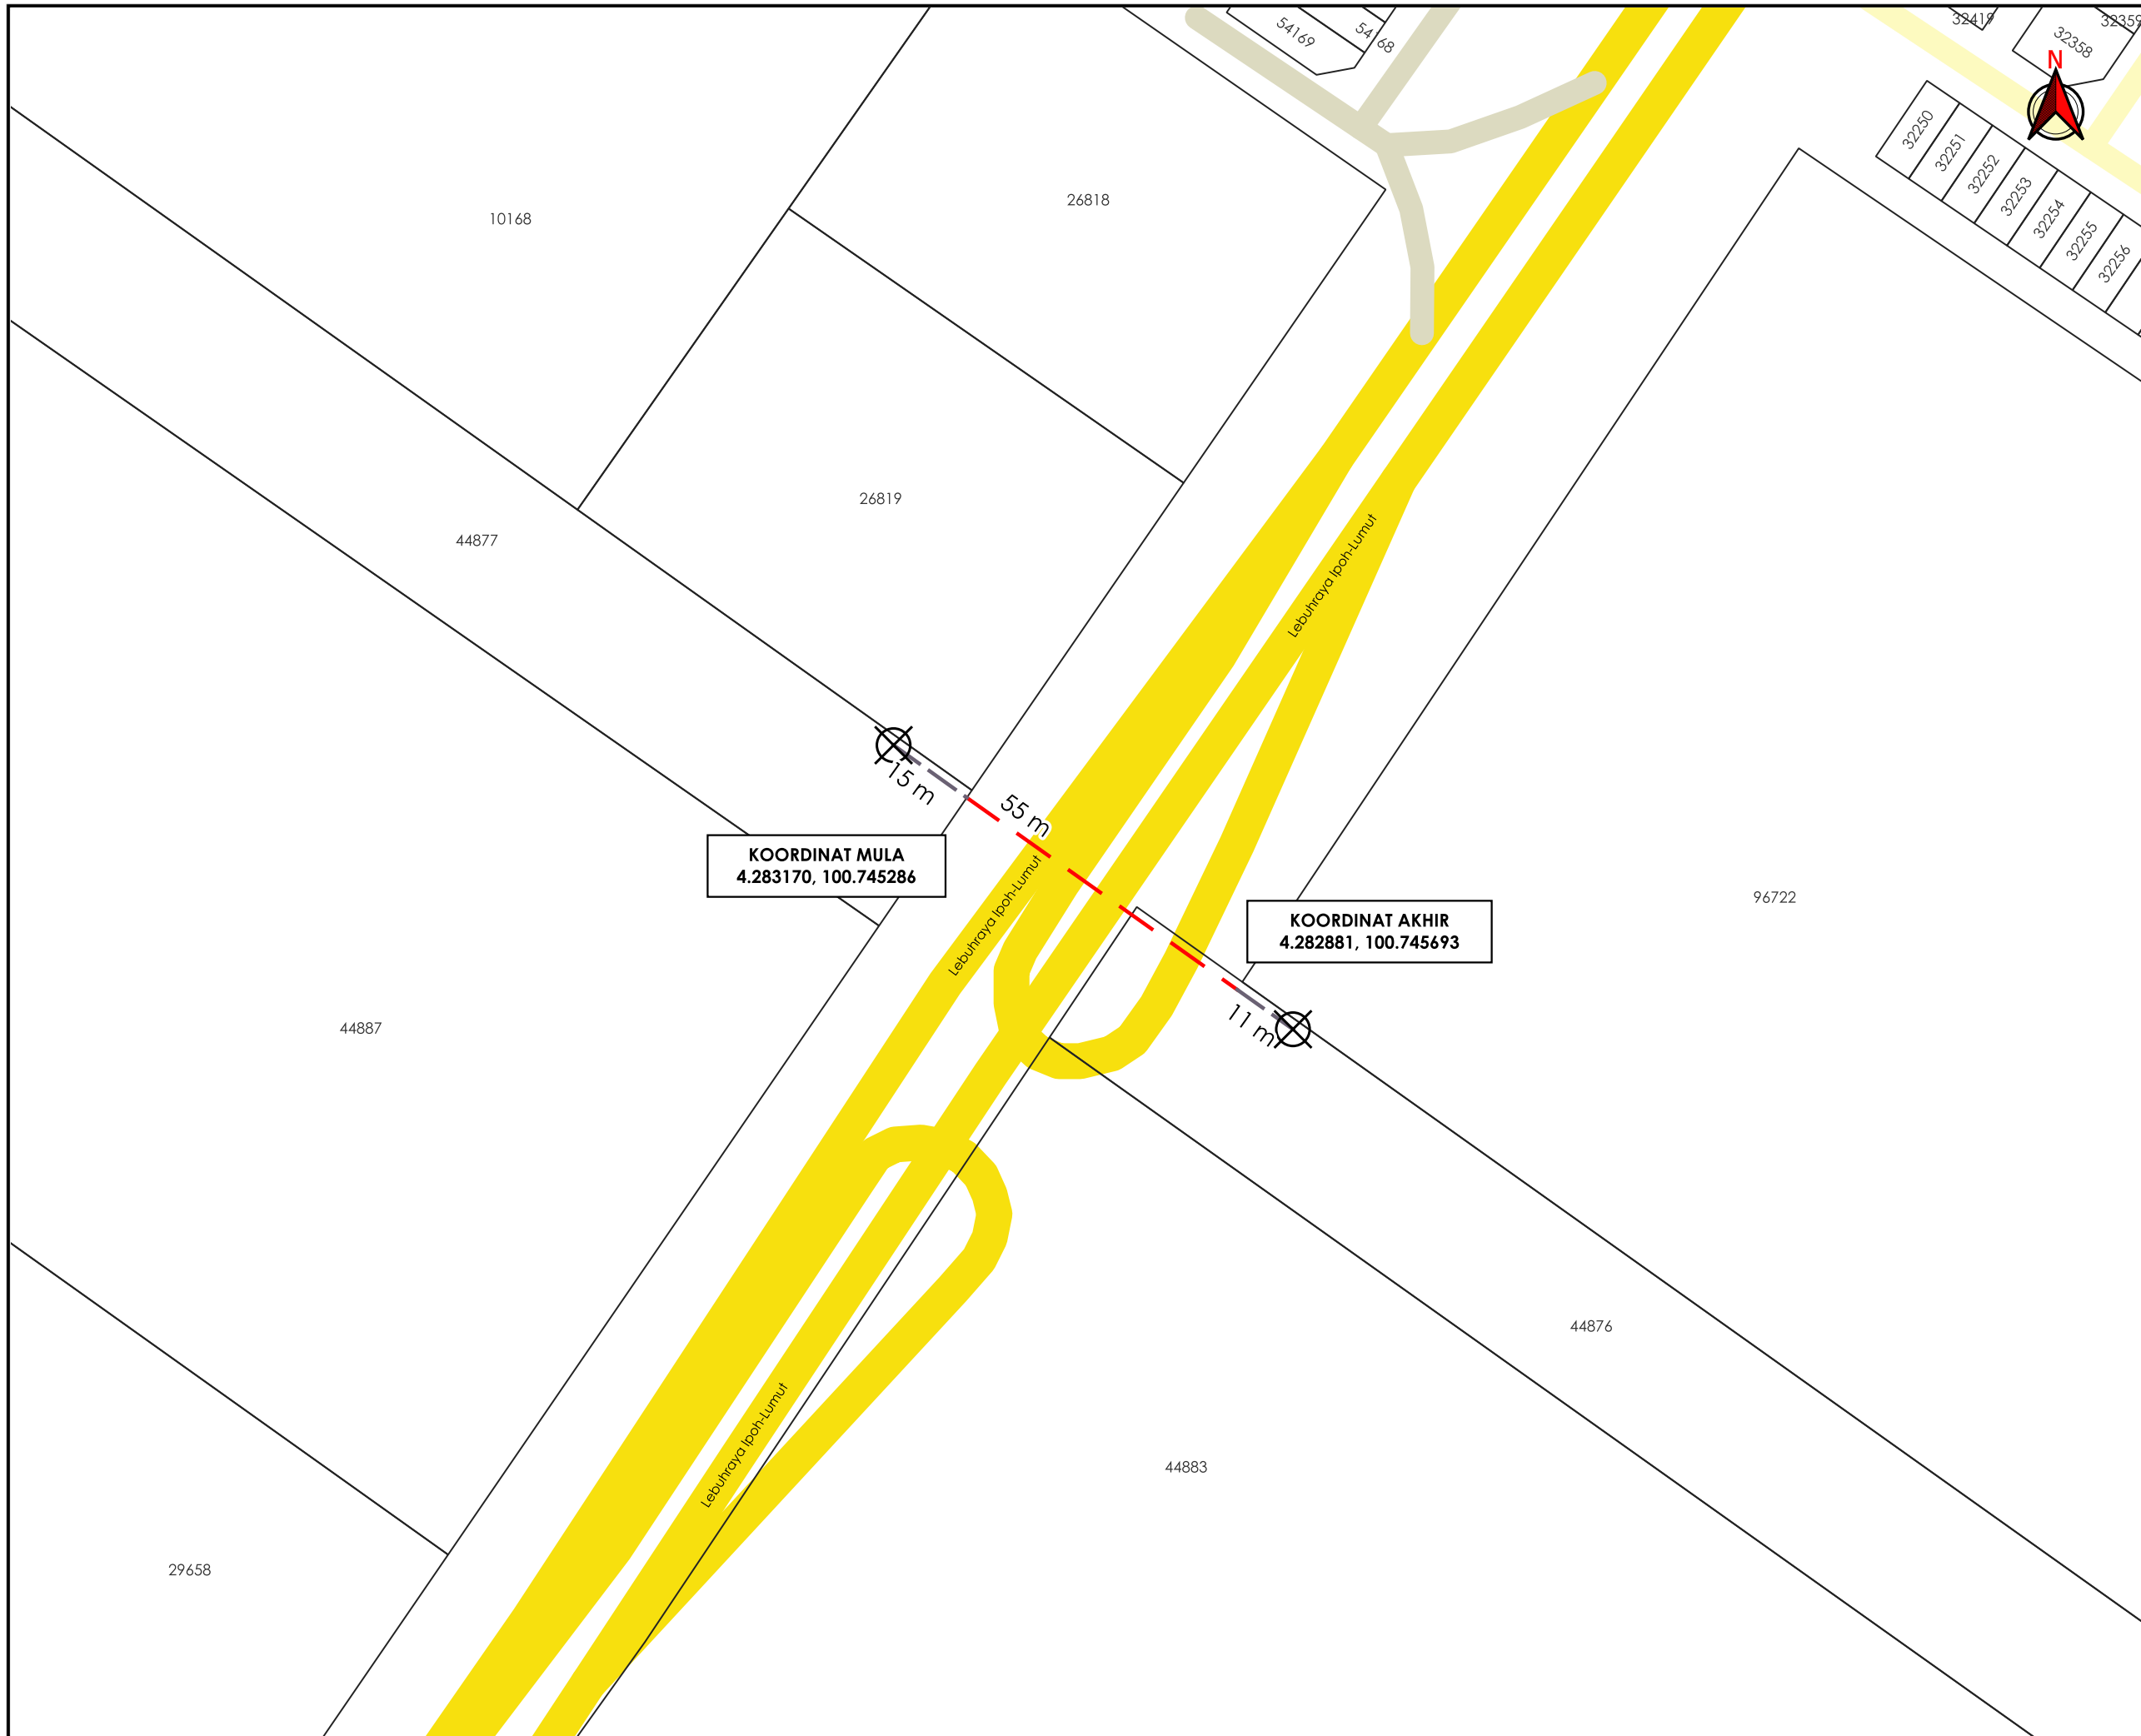 54169
32419
32358
32359
N
32250
32251
32252
32253
32254
32255
32256
10168
26818
26819
44877
Lebuhraya Ipoh-Lumut
15 m
55 m
KOORDINAT MULA
4.283170, 100.745286
Lebuhraya Ipoh-Lumut
KOORDINAT AKHIR
4.282881, 100.745693
96722
11 m
44887
44876
Lebuhraya Ipoh-Lumut
44883
29658